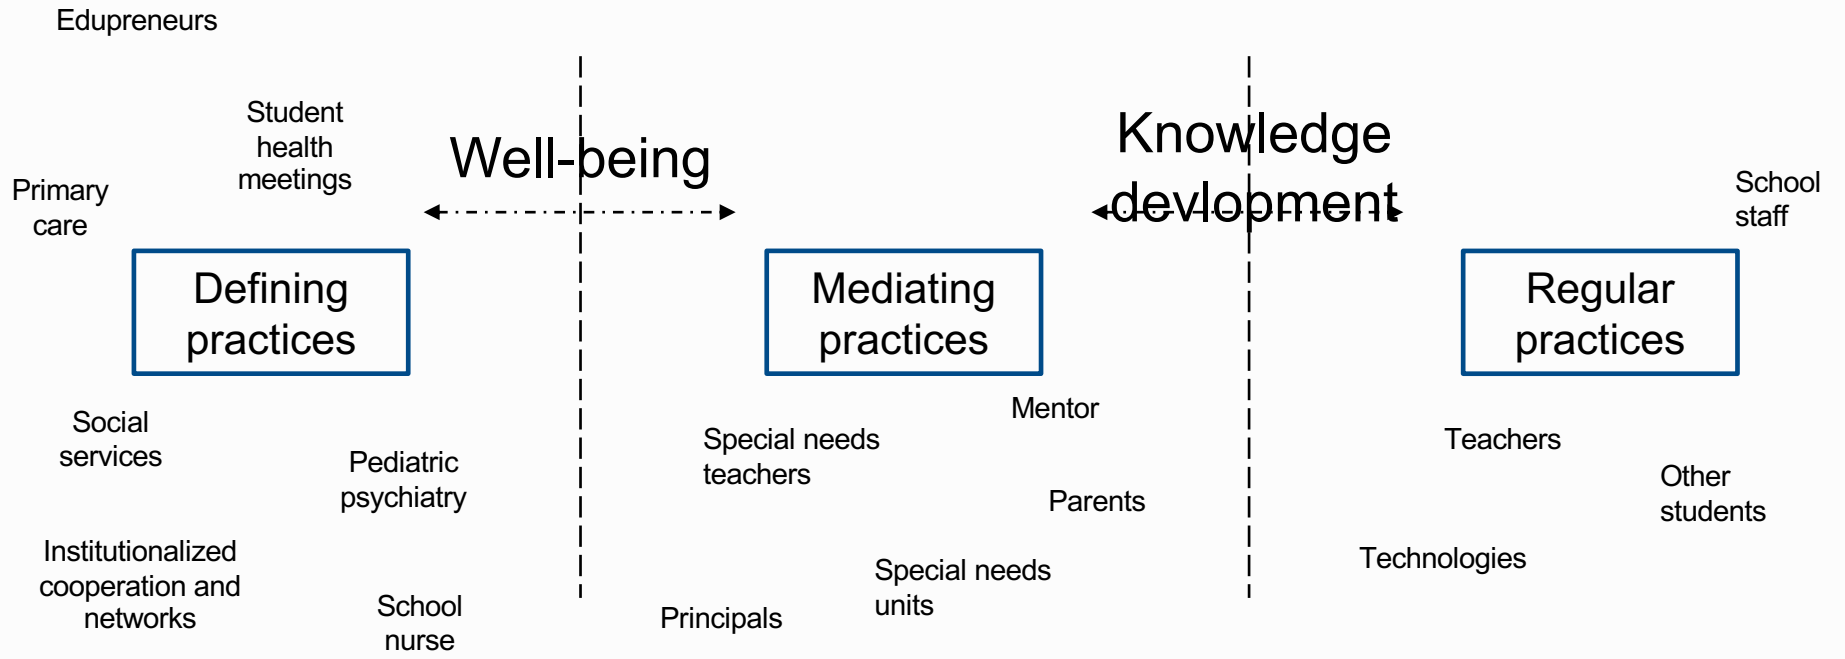 Edupreneurs
Student
health
meetings
Well-being
Knowledge
devlopment
Primary
care
School
staff
Defining
practices
Mediating
practices
Regular
practices
Social
services
Pediatric
psychiatry
Institutionalized
cooperation and
networks
School
nurse
Mentor
Special needs
teachers
Parents
Special needs
units
Principals
Teachers
Other
students
Technologies